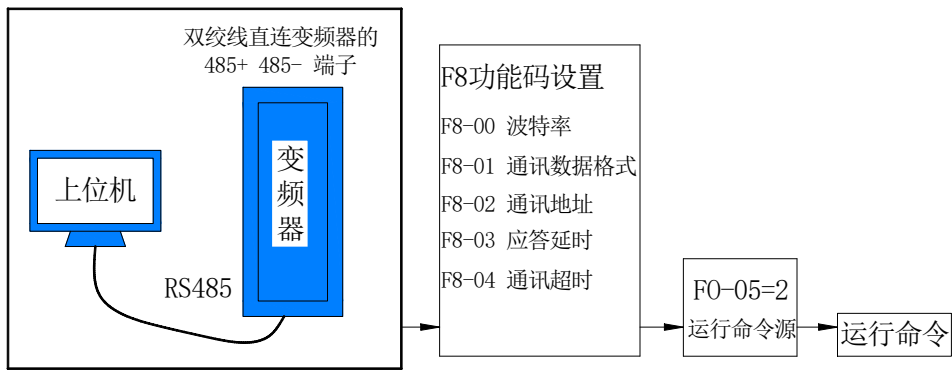 双绞线直连变频器的
485+ 485- 端子
变频器
上位机
RS485
F8功能码设置
F8-00 波特率
F8-01 通讯数据格式
F8-02 通讯地址
F8-03 应答延时
F8-04 通讯超时
FO-05=2
运行命令源
运行命令